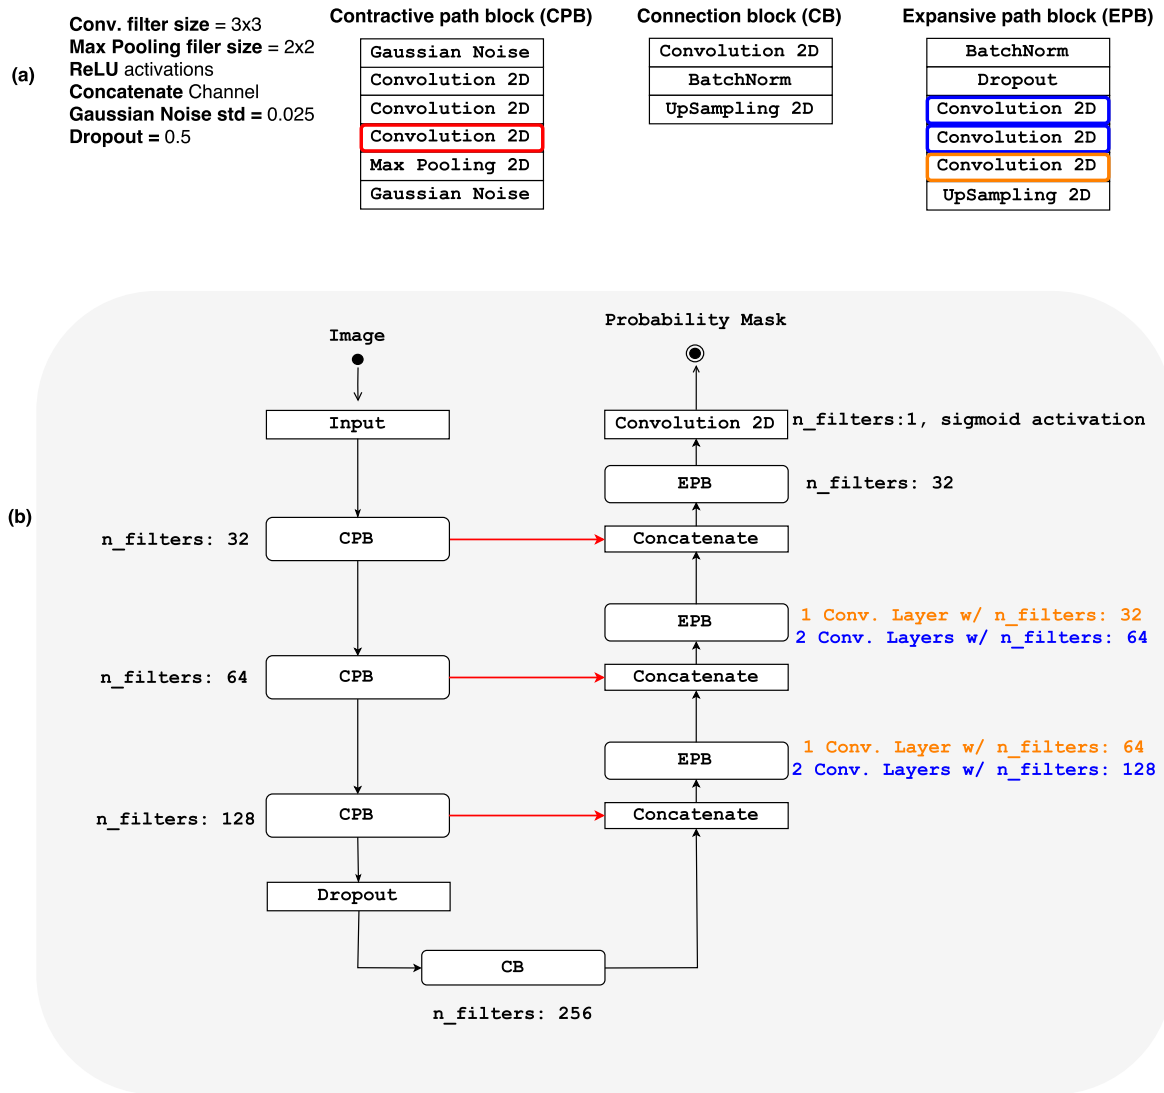 (a)
Conv. filter size = 3x3
Max Pooling filer size = 2x2
ReLU activations
Concatenate Channel
Gaussian Noise std = 0.025
Dropout = 0.5
Contractive path block (CPB)
Gaussian Noise
Convolution 2D
Convolution 2D
Convolution 2D
Max Pooling 2D
Gaussian Noise
Connection block (CB)
Convolution 2D
BatchNorm
UpSampling 2D
Expansive path block (EPB)
BatchNorm
Dropout
Convolution 2D
Convolution 2D
Convolution 2D
UpSampling 2D
(b)
Image
Input
n_filters: 32
CPB
n_filters: 64
CPB
n_filters: 128
CPB
Dropout
CB
n_filters: 256
Probability Mask
Convolution 2D
n_filters:1, sigmoid activation
EPB
n_filters: 32
Concatenate
EPB
1 Conv. Layer w/ n_filters: 32
2 Conv. Layers w/ n_filters: 64
Concatenate
EPB
1 Conv. Layer w/ n_filters: 64
2 Conv. Layers w/ n_filters: 128
Concatenate